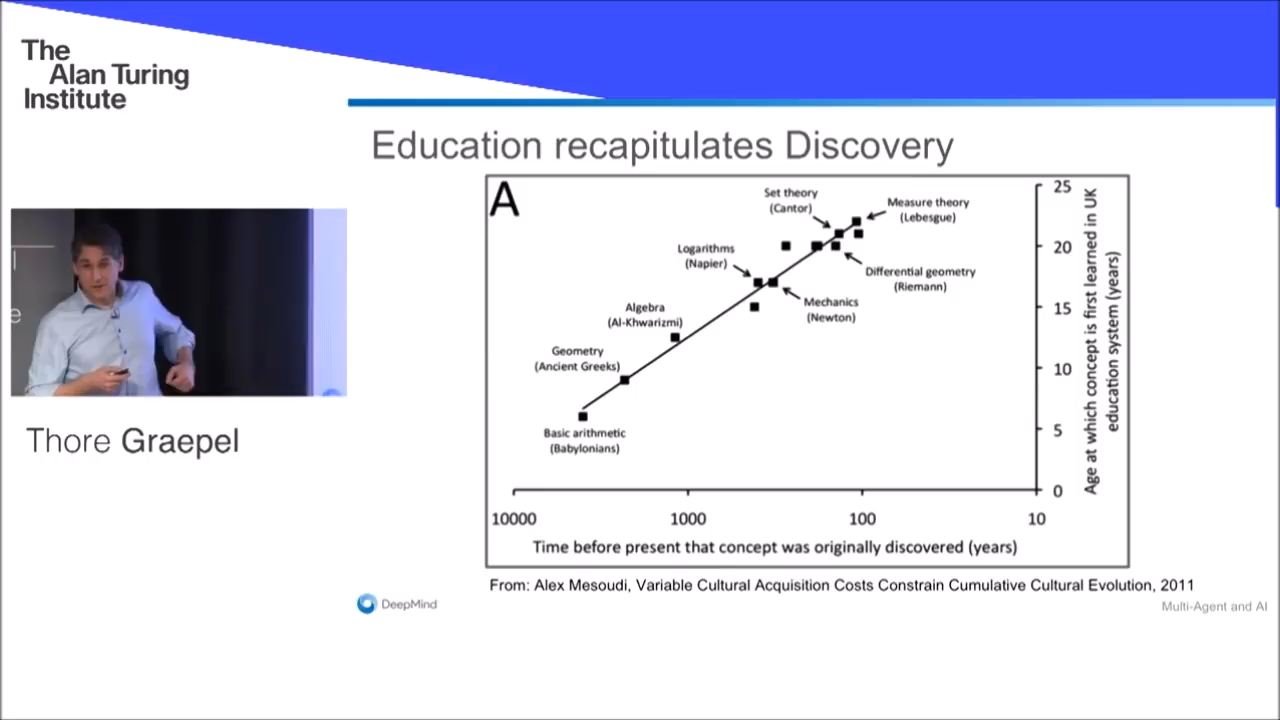 The
Alan Turing
Institute
Education recapitulates Discovery
A
Set theory
(Cantor)
Measure theory
(Lebesgue)
Logarithms
(Napier)
Differential geometry
(Riemann)
Mechanics
(Newton)
Algebra
(Al-Khwarizmi)
Geometry
(Ancient Greeks)
Basic arithmetic
(Babylonians)
25
20
15
10
5
0
Age at which concept is first learned in UK
education system (years)
10000
1000
100
10
Time before present that concept was originally discovered (years)
From: Alex Mesoudi, Variable Cultural Acquisition Costs Constrain Cumulative Cultural Evolution, 2011
DeepMind
Multi-Agent and AI
e
Thore Graepel